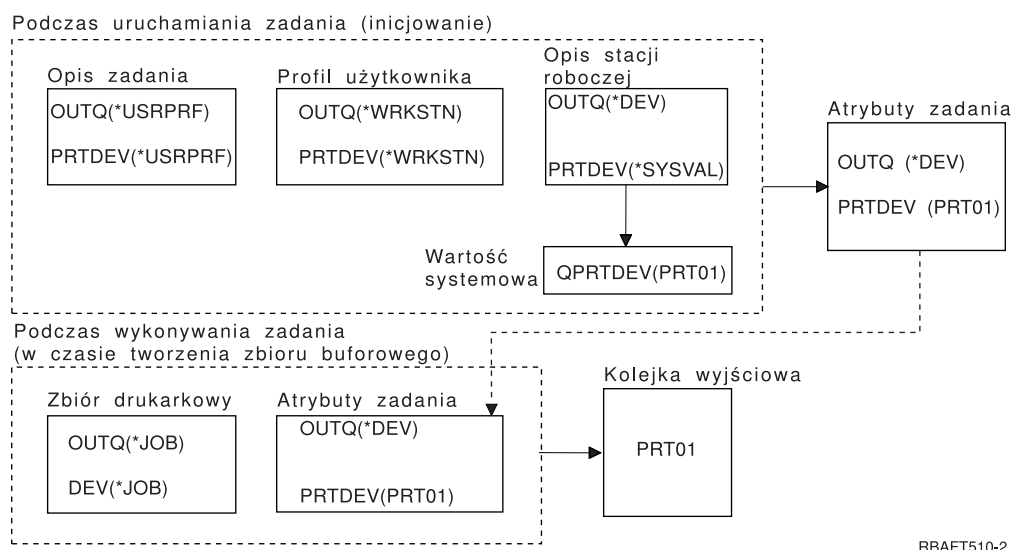 Podczas uruchamiania zadania (inicjowanie)
Opis zadania
OUTQ(*USRPRF)
PRTDEV(*USRPRF)
Profil użytkownika
OUTQ(*WRKSTN)
PRTDEV(*WRKSTN)
Opis stacji
roboczej
OUTQ(*DEV)
PRTDEV(*SYSVAL)
Wartość
systemowa
QPRTDEV(PRT01)
Atrybuty zadania
OUTQ (*DEV)
PRTDEV (PRT01)
Podczas wykonywania zadania
(w czasie tworzenia zbioru buforowego)
Zbiór drukarkowy
OUTQ(*JOB)
DEV(*JOB)
Atrybuty zadania
OUTQ(*DEV)
PRTDEV(PRT01)
Kolejka wyjściowa
PRT01
RBAFT510-2